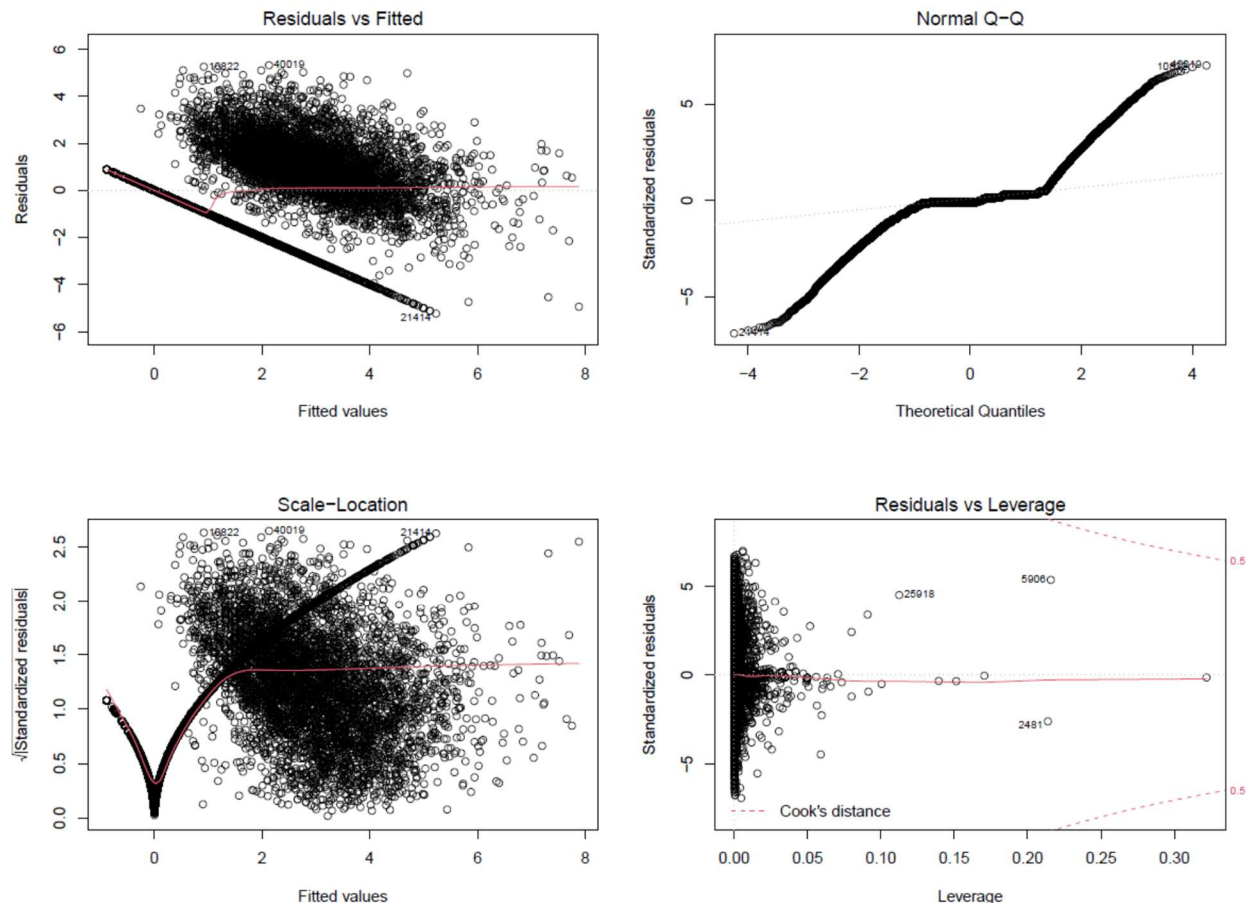 Residuals vs Fitted
Residuals
6
4
2
0
−2
−4
−6
10822
40019
21414
0 2 4 6 8
Fitted values
Normal Q−Q
Standardized residuals
5
0
−5
21414
−4 −2 0 2 4
Theoretical Quantiles
Scale−Location
√|Standardized residuals|
2.5
2.0
1.5
1.0
0.5
0.0
10822
40019
21414
0 2 4 6 8
Fitted values
Residuals vs Leverage
Standardized residuals
5
0
−5
5906
25918
2481
0.5
0.5
Cook's distance
0.00 0.05 0.10 0.15 0.20 0.25 0.30
Leverage